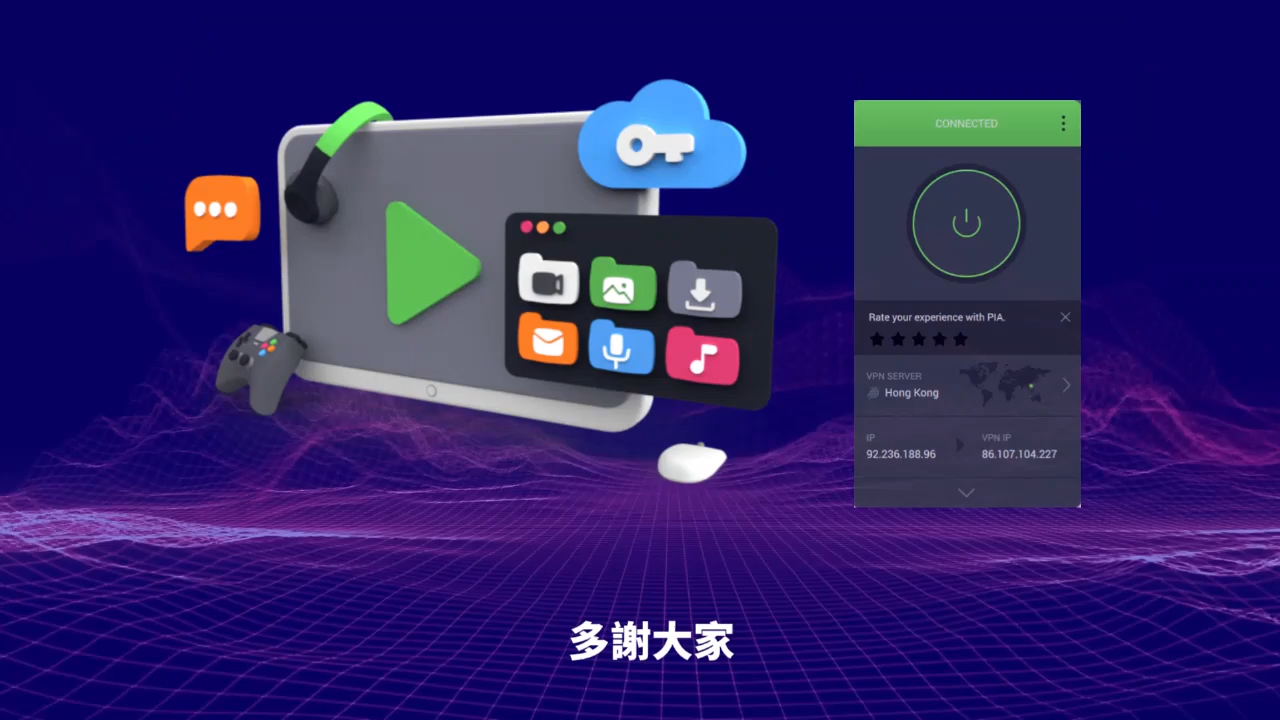 CONNECTED
Rate your experience with PIA.
VPN SERVER
Hong Kong
IP
VPN IP
92.236.188.96
86.107.104.227
多謝大家